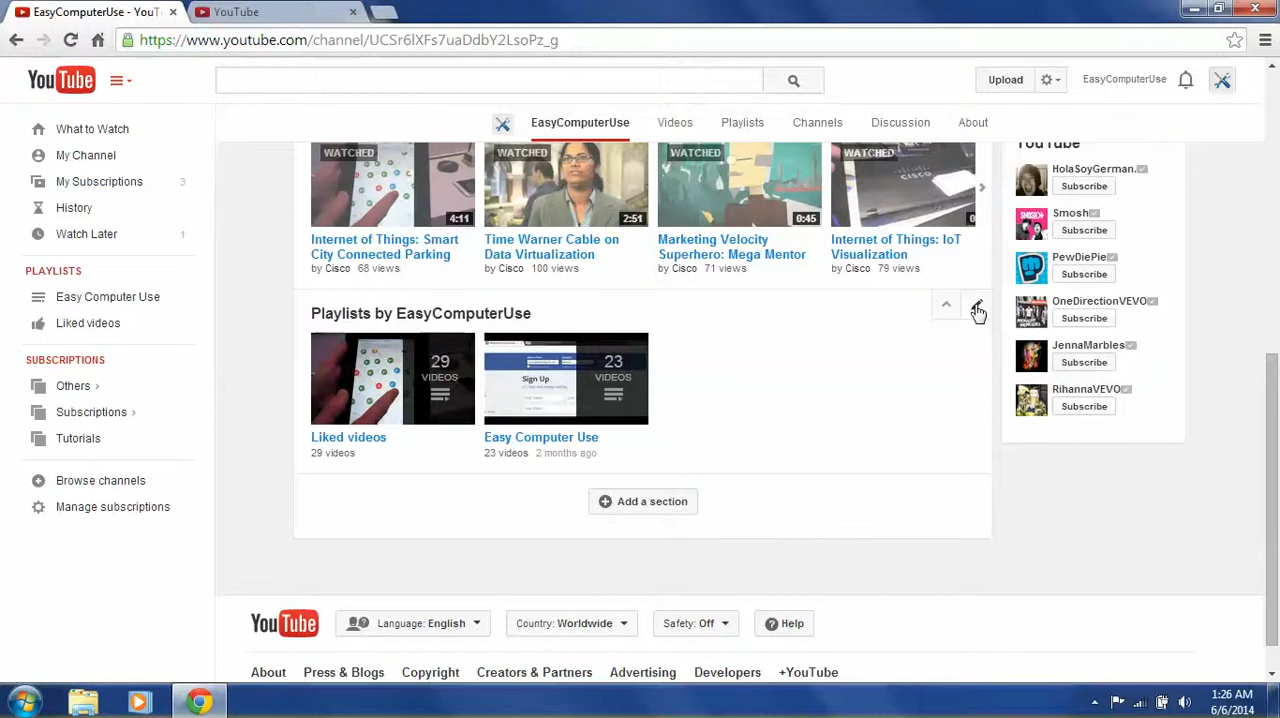 EasyComputerUse - YouT
YouTube
https://www.youtube.com/channel/UCSr6lXFs7uaDdbY2LsoPz_g
YouTube
Upload
EasyComputerUse
EasyComputerUse
Videos
Playlists
Channels
Discussion
About
What to Watch
My Channel
My Subscriptions 3
History
Watch Later 1
PLAYLISTS
Easy Computer Use
Liked videos
SUBSCRIPTIONS
Others
Subscriptions
Tutorials
Browse channels
Manage subscriptions
WATCHED
4:11
Internet of Things: Smart
City Connected Parking
by Cisco 68 views
WATCHED
2:51
Time Warner Cable on
Data Virtualization
by Cisco 100 views
WATCHED
0:45
Marketing Velocity
Superhero: Mega Mentor
by Cisco 71 views
WATCHED
0
Internet of Things: IoT
Visualization
by Cisco 79 views
Playlists by EasyComputerUse
29
VIDEOS
Liked videos
29 videos
Sign Up
23
VIDEOS
Easy Computer Use
23 videos 2 months ago
Add a section
YouTube
HolaSoyGerman.
Subscribe
Smosh
Subscribe
PewDiePie
Subscribe
OneDirectionVEVO
Subscribe
JennaMarbles
Subscribe
RihannaVEVO
Subscribe
YouTube
Language: English
Country: Worldwide
Safety: Off
Help
About
Press & Blogs
Copyright
Creators & Partners
Advertising
Developers
+YouTube
1:26 AM
6/6/2014